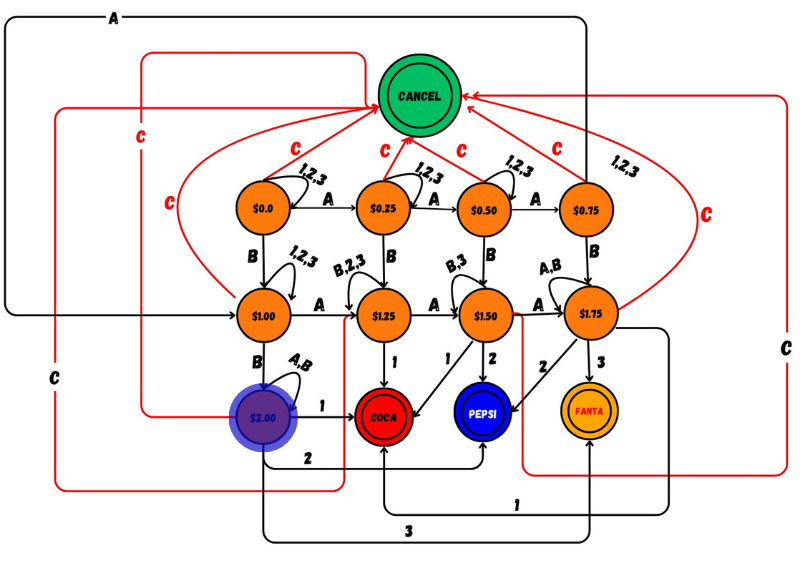 A
CANCEL
C
C
C
C
C
1,2,3
1,2,3
1,2,3
1,2,3
$0.0
A
$0.25
A
$0.50
A
$0.75
C
C
B
1,2,3
B,2,3
B
B,3
B
A,B
B
$1.00
A
$1.25
A
$1.50
A
$1.75
C
C
B
A,B
1
1
2
2
3
$2.00
1
COCA
PEPSI
FANTA
2
1
3